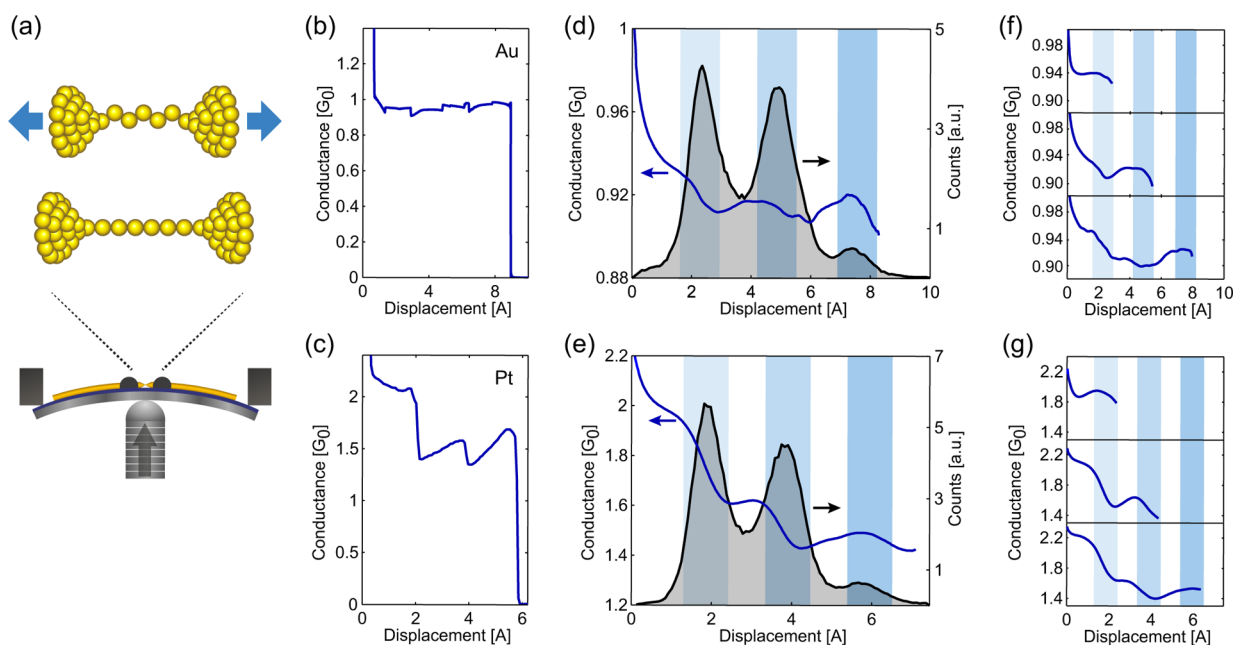 (a)
(b)
Au
Conductance [G0]
1.2
1
0.8
0.6
0.4
0.2
0
0 4 8
Displacement [A]
(c)
Pt
Conductance [G0]
2
1.5
1
0.5
0
0 2 4 6
Displacement [A]
(d)
Conductance [G0]
1
0.96
0.92
0.88
0 2 4 6 8 10
Displacement [A]
5
3
1
Counts [a.u.]
(e)
Conductance [G0]
2.2
2
1.8
1.6
1.4
1.2
2 4 6
Displacement [A]
7
5
3
1
Counts [a.u.]
(f)
Conductance [G0]
0.98
0.94
0.90
0.98
0.94
0.90
0.98
0.94
0.90
0 2 4 6 8 10
Displacement [A]
(g)
Conductance [G0]
2.2
1.8
1.4
2.2
1.8
1.4
2.2
1.8
1.4
0 2 4 6
Displacement [A]